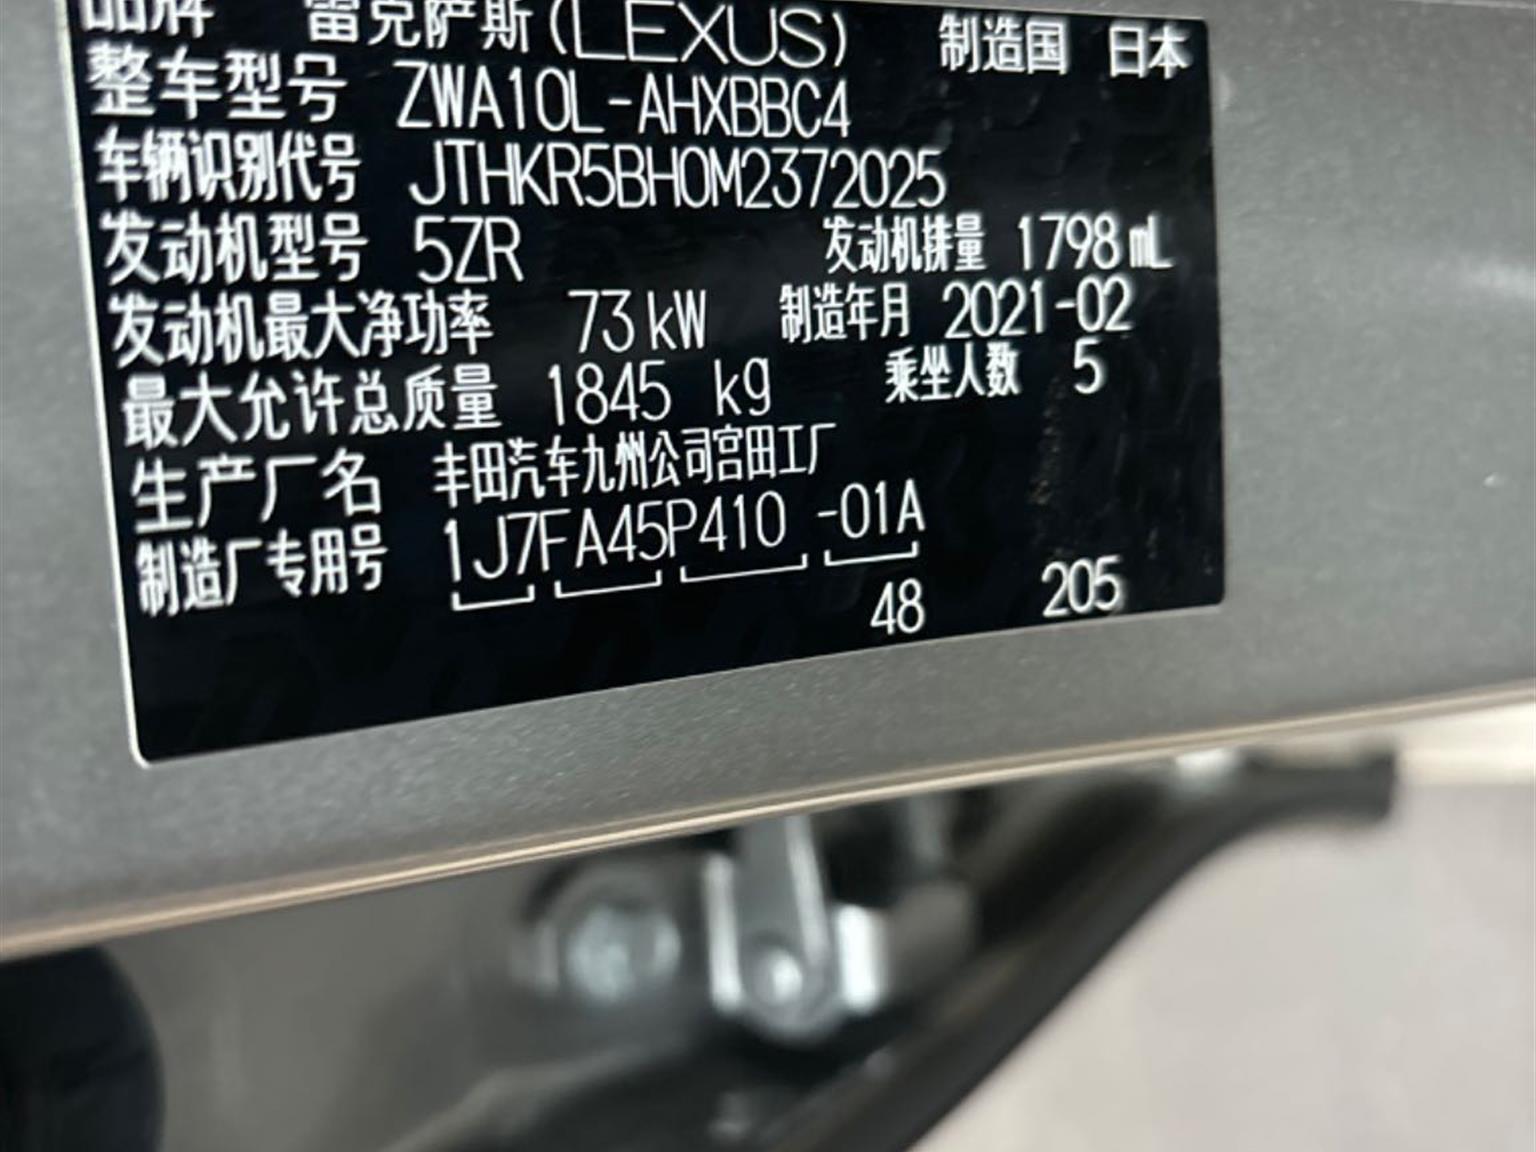 品牌 雷克萨斯(LEXUS) 制造国 日本
整车型号 ZWA10L-AHXBBC4
车辆识别代号 JTHKR5BH0M2372025
发动机型号 5ZR 发动机排量 1798mL
发动机最大净功率 73kW 制造年月 2021-02
最大允许总质量 1845 kg 乘坐人数 5
生产厂名 丰田汽车九州公司宫田工厂
制造厂专用号 1J7FA45P410-01A
48 205